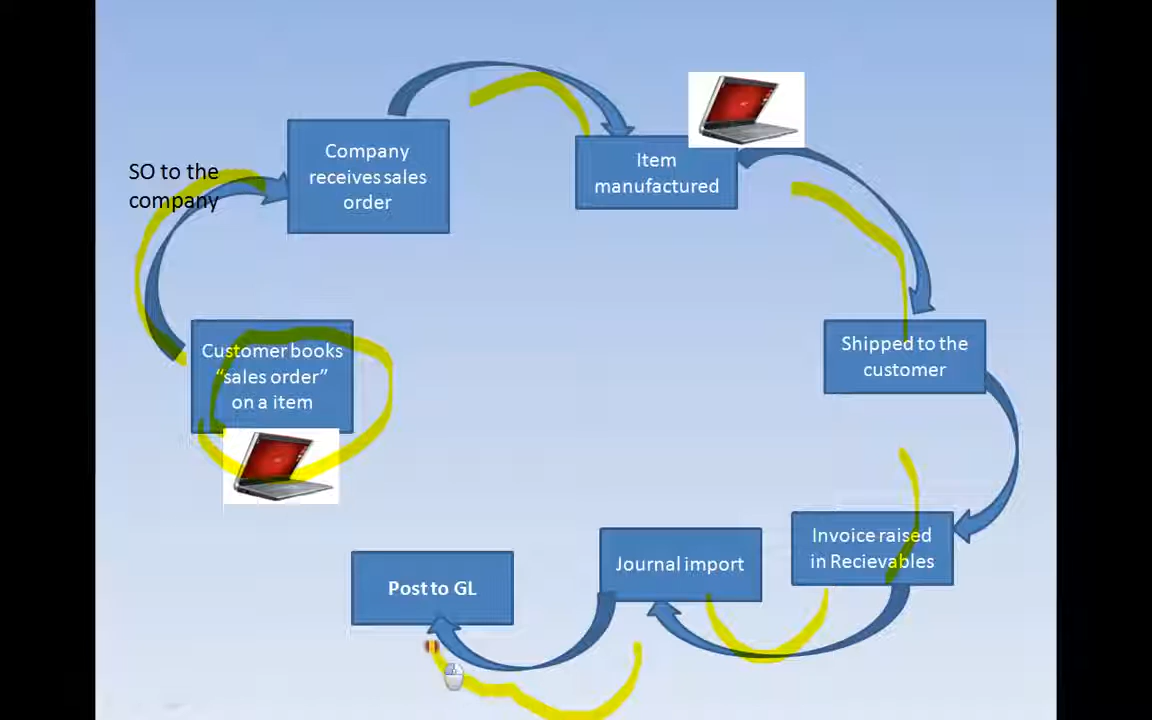 SO to the
company
Company
receives sales
order
Item
manufactured
Customer books
“sales order”
on a item
Shipped to the
customer
Invoice raised
in Recievables
Journal import
Post to GL